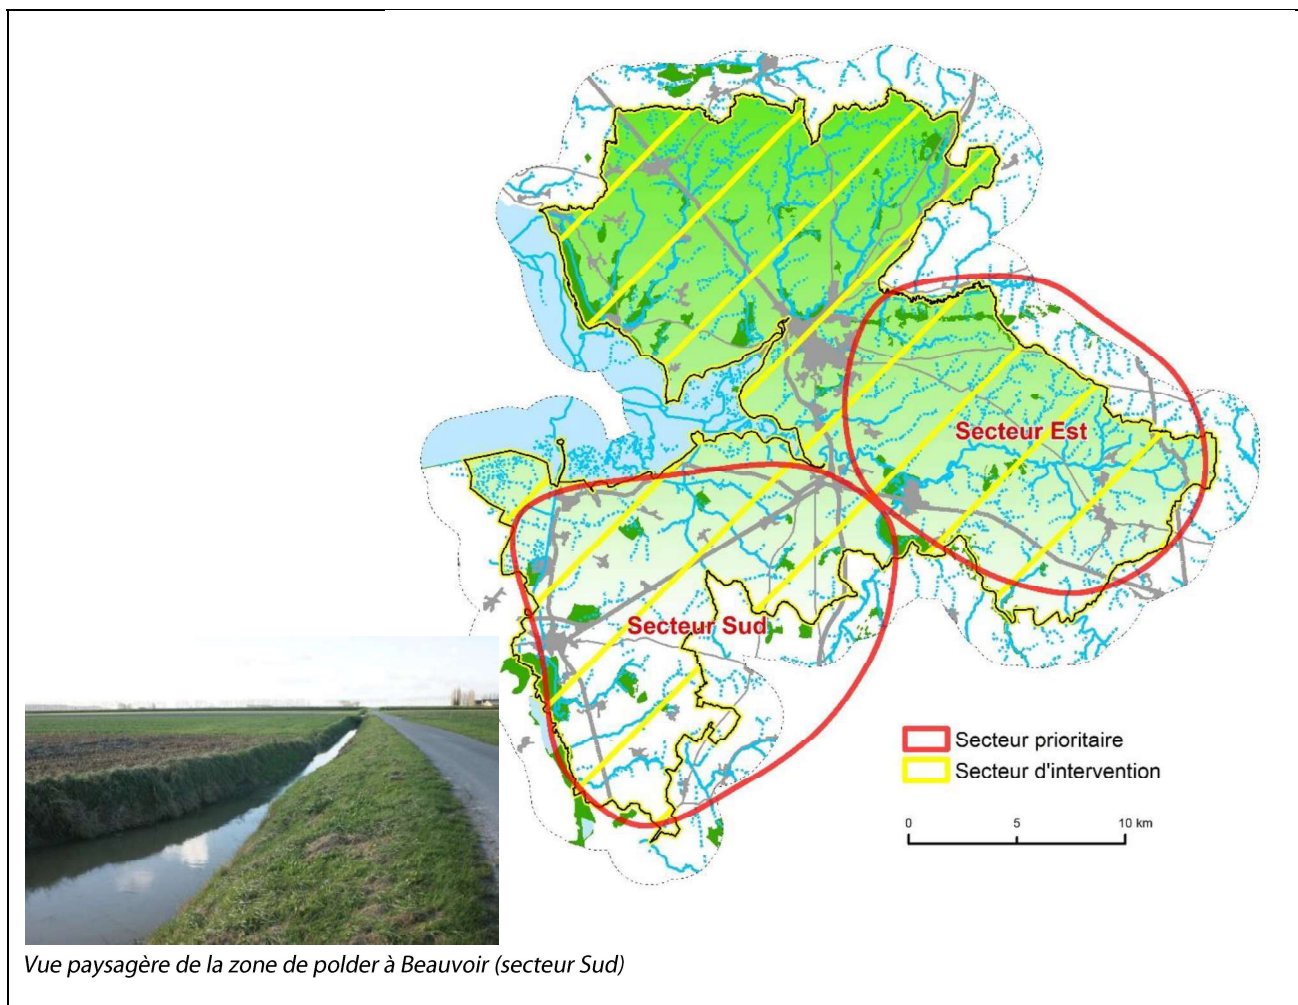 Secteur Est
Secteur Sud
Secteur prioritaire
Secteur d'intervention
0 5 10 km
Vue paysagère de la zone de polder à Beauvoir (secteur Sud)